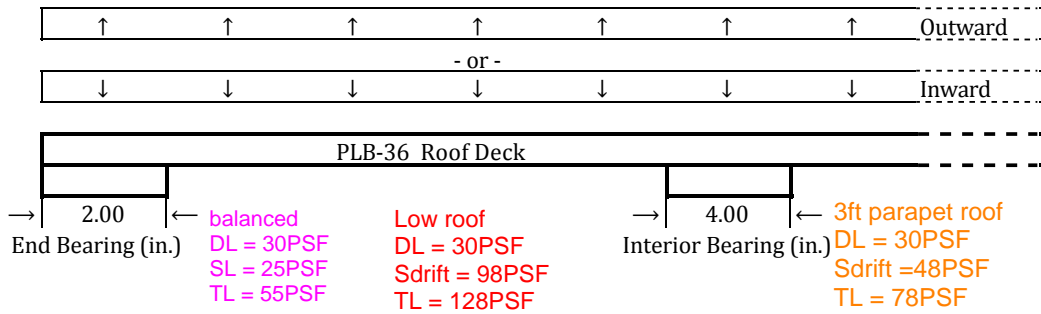 ↑ ↑ ↑ ↑ ↑ ↑ ↑ Outward
- or -
↓ ↓ ↓ ↓ ↓ ↓ ↓ Inward
PLB-36 Roof Deck
→ 2.00 ←
End Bearing (in.)
balanced
DL = 30PSF
SL = 25PSF
TL = 55PSF
Low roof
DL = 30PSF
Sdrift = 98PSF
TL = 128PSF
→ 4.00 ←
Interior Bearing (in.)
3ft parapet roof
DL = 30PSF
Sdrift =48PSF
TL = 78PSF